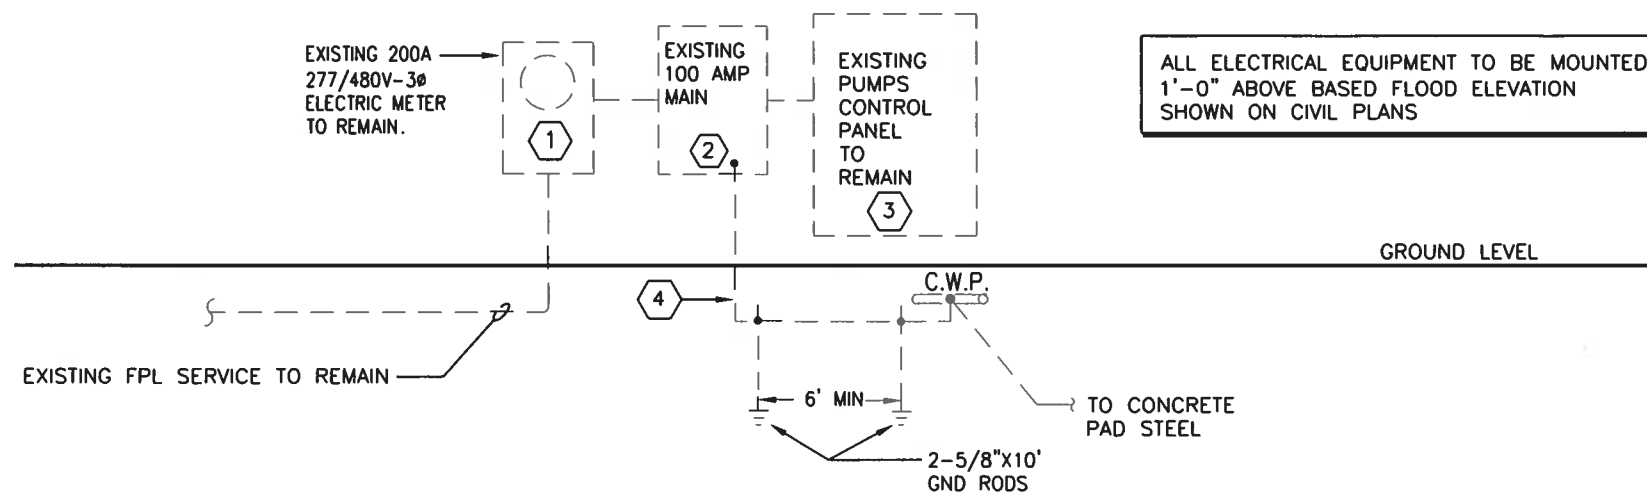 EXISTING 200A
277/480V-3ø
ELECTRIC METER
TO REMAIN.
1
EXISTING
100 AMP
MAIN
2
EXISTING
PUMPS
CONTROL
PANEL
TO
REMAIN
3
ALL ELECTRICAL EQUIPMENT TO BE MOUNTED
1'-0" ABOVE BASED FLOOD ELEVATION
SHOWN ON CIVIL PLANS
GROUND LEVEL
4
C.W.P.
EXISTING FPL SERVICE TO REMAIN
6' MIN
TO CONCRETE
PAD STEEL
2-5/8"X10'
GND RODS